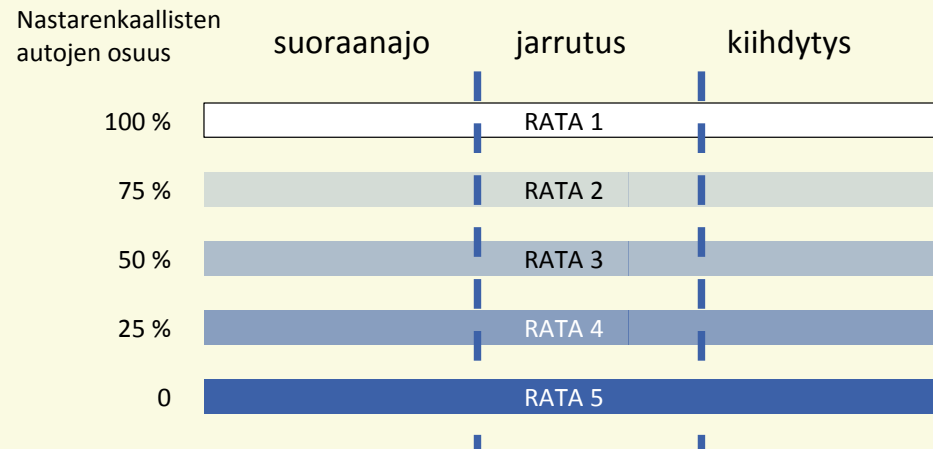 Nastarenkaallisten
autojen osuus
suoraanajo jarrutus kiihdytys
100 % RATA 1
75 % RATA 2
50 % RATA 3
25 % RATA 4
0 RATA 5